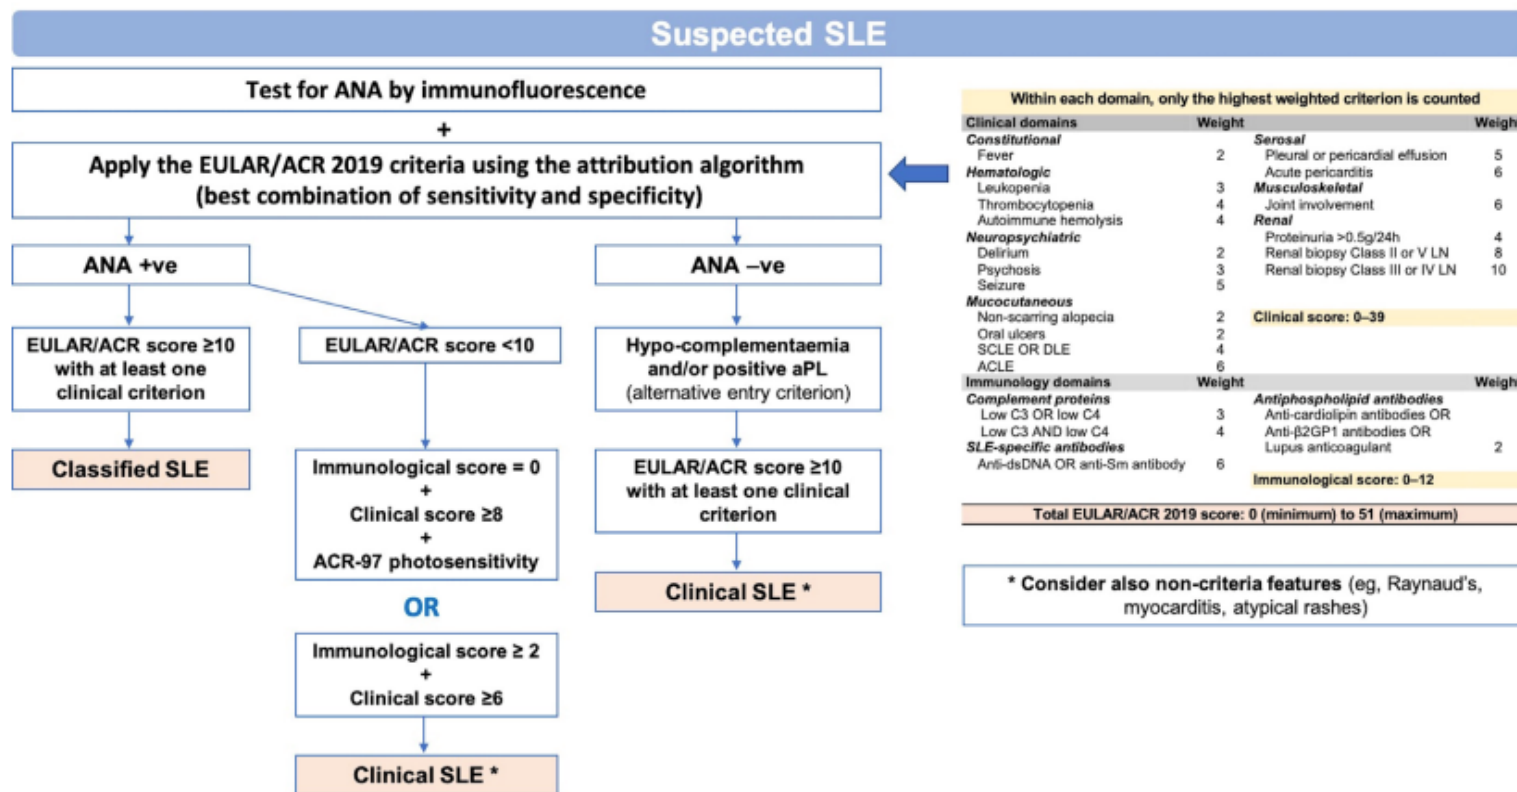 Suspected SLE
Test for ANA by immunofluorescence
+
Apply the EULAR/ACR 2019 criteria using the attribution algorithm
(best combination of sensitivity and specificity)
ANA +ve
ANA –ve
EULAR/ACR score ≥10
with at least one
clinical criterion
EULAR/ACR score <10
Hypo-complementaemia
and/or positive aPL
(alternative entry criterion)
Classified SLE
Immunological score = 0
+
Clinical score ≥8
+
ACR-97 photosensitivity
EULAR/ACR score ≥10
with at least one clinical
criterion
OR
Clinical SLE *
Immunological score ≥ 2
+
Clinical score ≥6
Clinical SLE *
Within each domain, only the highest weighted criterion is counted
Clinical domains Weight Weigh
Constitutional Serosal
Fever 2 Pleural or pericardial effusion 5
Hematologic Acute pericarditis 6
Leukopenia 3 Musculoskeletal
Thrombocytopenia 4 Joint involvement 6
Autoimmune hemolysis 4 Renal
Neuropsychiatric Proteinuria >0.5g/24h 4
Delirium 2 Renal biopsy Class II or V LN 8
Psychosis 3 Renal biopsy Class III or IV LN 10
Seizure 5
Mucocutaneous
Non-scarring alopecia 2 Clinical score: 0–39
Oral ulcers 2
SCLE OR DLE 4
ACLE 6
Immunology domains Weight Weigh
Complement proteins Antiphospholipid antibodies
Low C3 OR low C4 3 Anti-cardiolipin antibodies OR
Low C3 AND low C4 4 Anti-β2GP1 antibodies OR
SLE-specific antibodies Lupus anticoagulant 2
Anti-dsDNA OR anti-Sm antibody 6
Immunological score: 0–12
Total EULAR/ACR 2019 score: 0 (minimum) to 51 (maximum)
* Consider also non-criteria features (eg, Raynaud's,
myocarditis, atypical rashes)